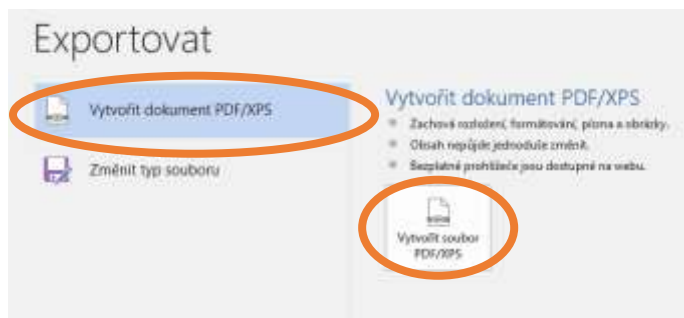 Exportovat
Vytvořit dokument PDF/XPS
Změnit typ souboru
Vytvořit dokument PDF/XPS
Zachová rozložení, formátování, písma a obrázky.
Obsah nepůjde jednoduše změnit.
Bezplatné prohlížeče jsou dostupné na webu.
Vytvořit soubor
PDF/XPS